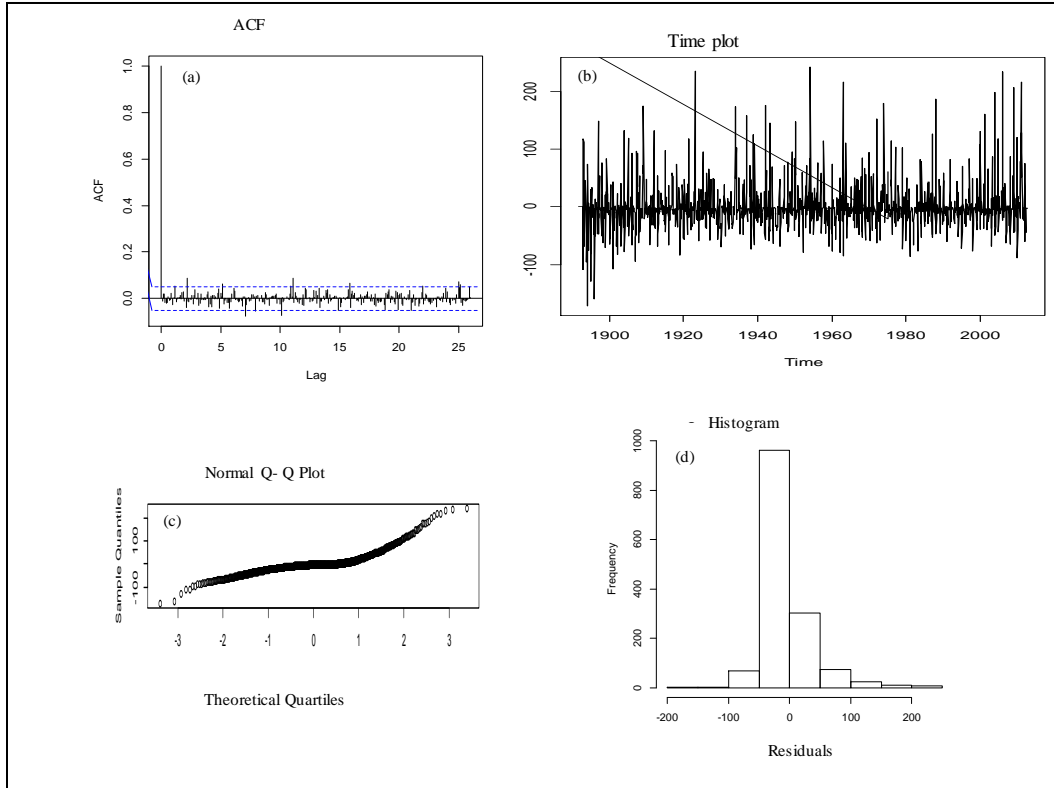 ACF
(a)
1.0
0.8
0.6
0.4
0.2
0.0
ACF
0 5 10 15 20 25
Lag
Time plot
(b)
200
100
0
-100
1900 1920 1940 1960 1980 2000
Time
Normal Q- Q Plot
(c)
Sample Quantiles
100
-100
-3 -2 -1 0 1 2 3
Theoretical Quartiles
- Histogram
(d)
1000
800
600
400
200
0
Frequency
-200 -100 0 100 200
Residuals